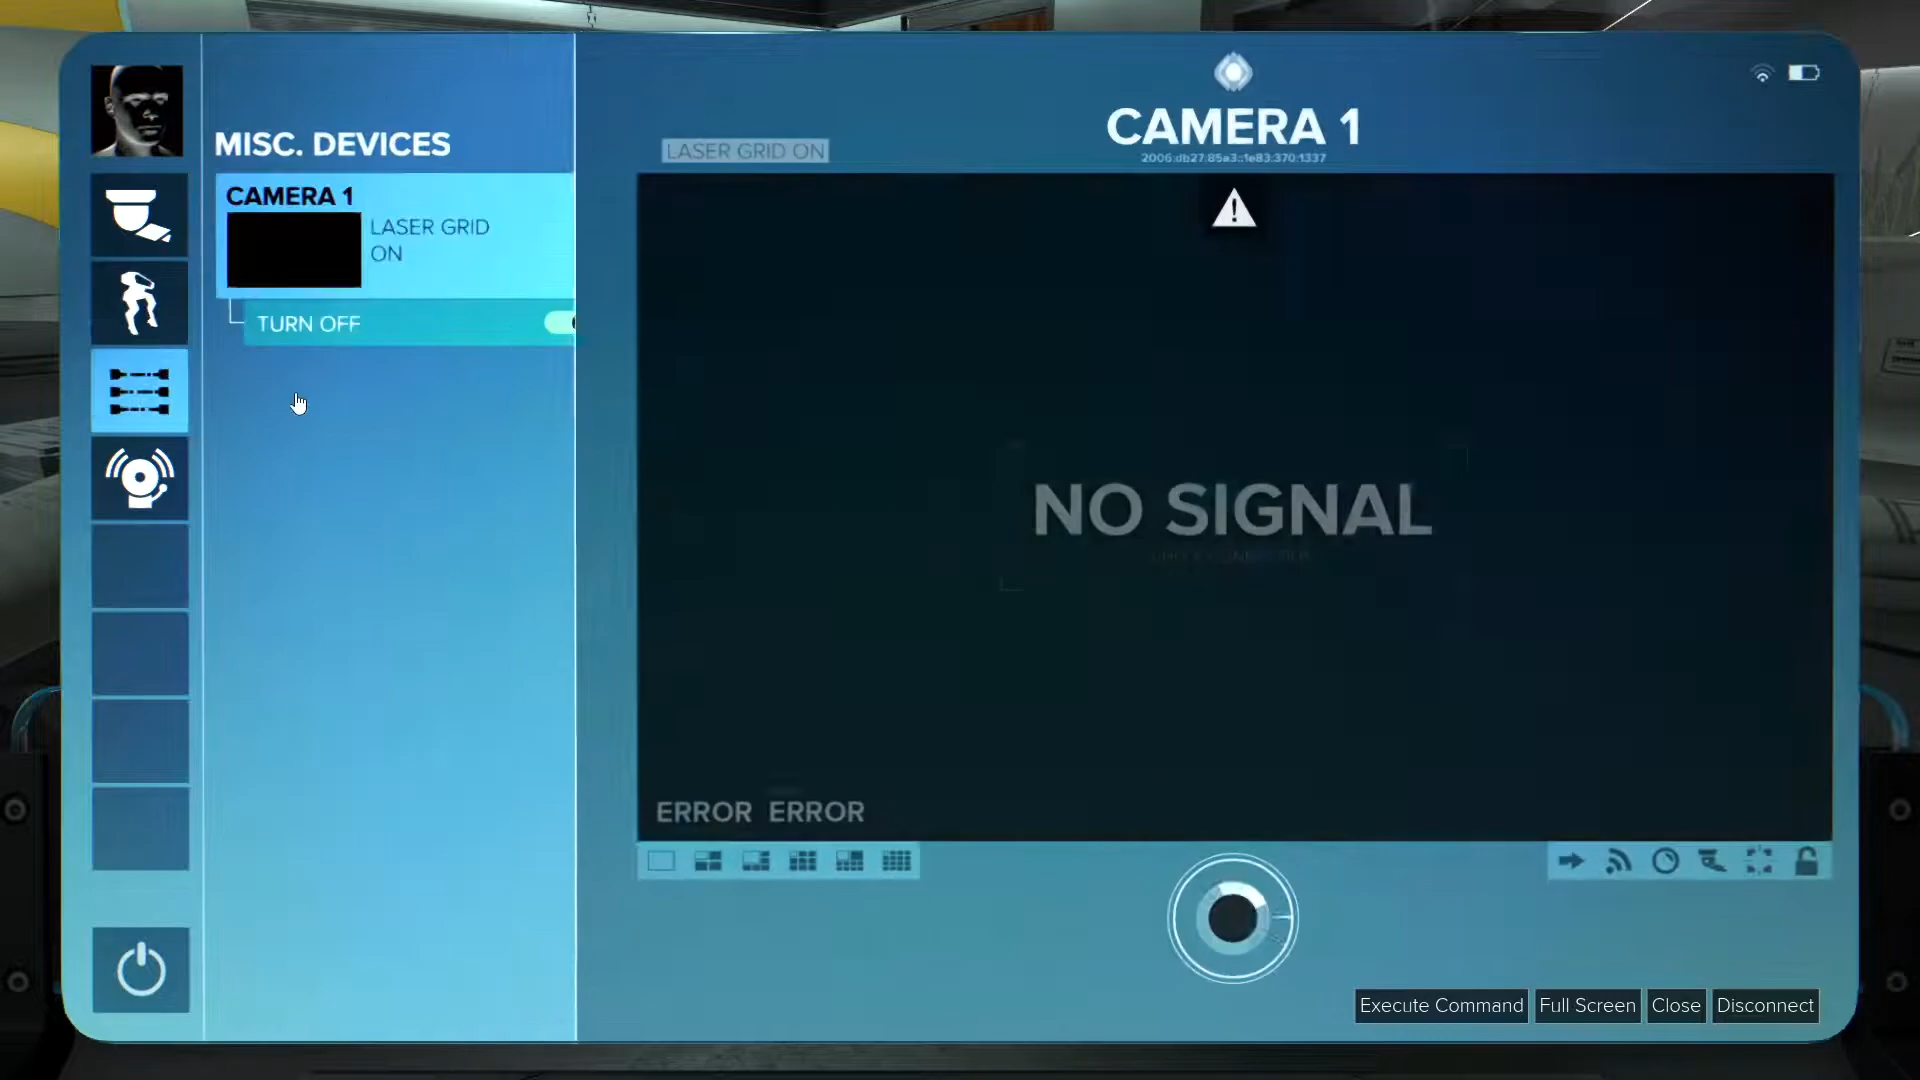 MISC. DEVICES
CAMERA 1
LASER GRID
ON
TURN OFF
CAMERA 1
2006:db27:85a3::1e83:370:1337
LASER GRID ON
NO SIGNAL
ERROR ERROR
Execute Command
Full Screen
Close
Disconnect